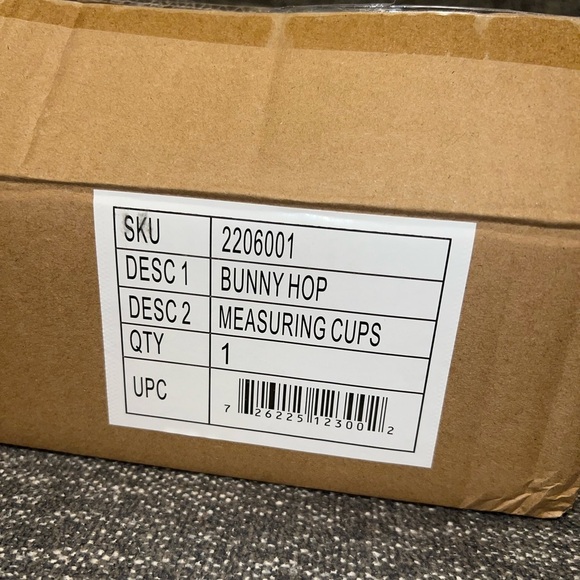 SKU 2206001
DESC 1 BUNNY HOP
DESC 2 MEASURING CUPS
QTY 1
UPC
7 26225 12300 2